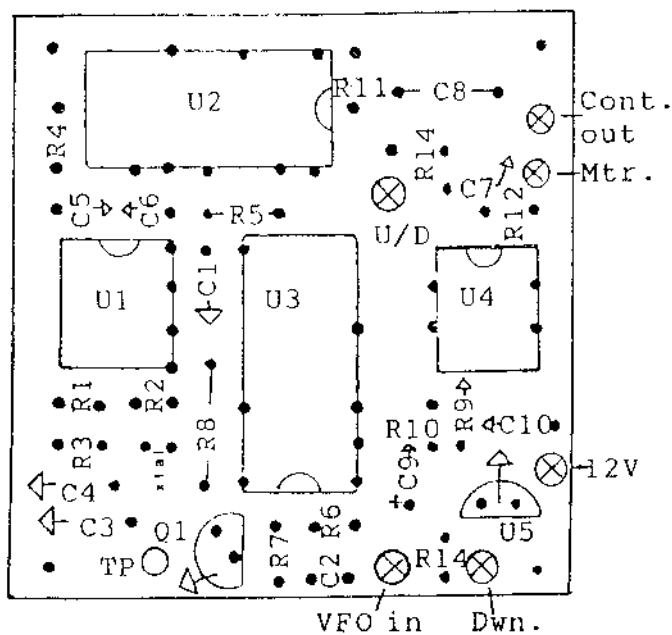 U2
R11
C8
Cont.
out
R4
R14
Mtr.
C7
C5
C6
R5
R12
U/D
U1
C1
U3
U4
R1
R2
R8
R9
R3
xtal
R10
C10
C4
C9
+
12V
C3
Q1
R7
R6
U5
TP
C2
R14
VFO in
Dwn.